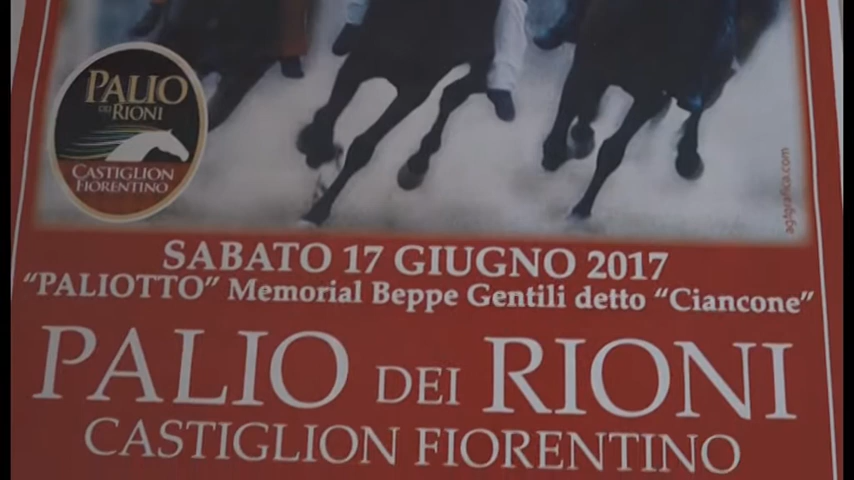 PALIO
DEI RIONI
CASTIGLION
FIORENTINO
ag4grafica.com
SABATO 17 GIUGNO 2017
“PALIOTTO” Memorial Beppe Gentili detto “Ciancone”
PALIO DEI RIONI
CASTIGLION FIORENTINO